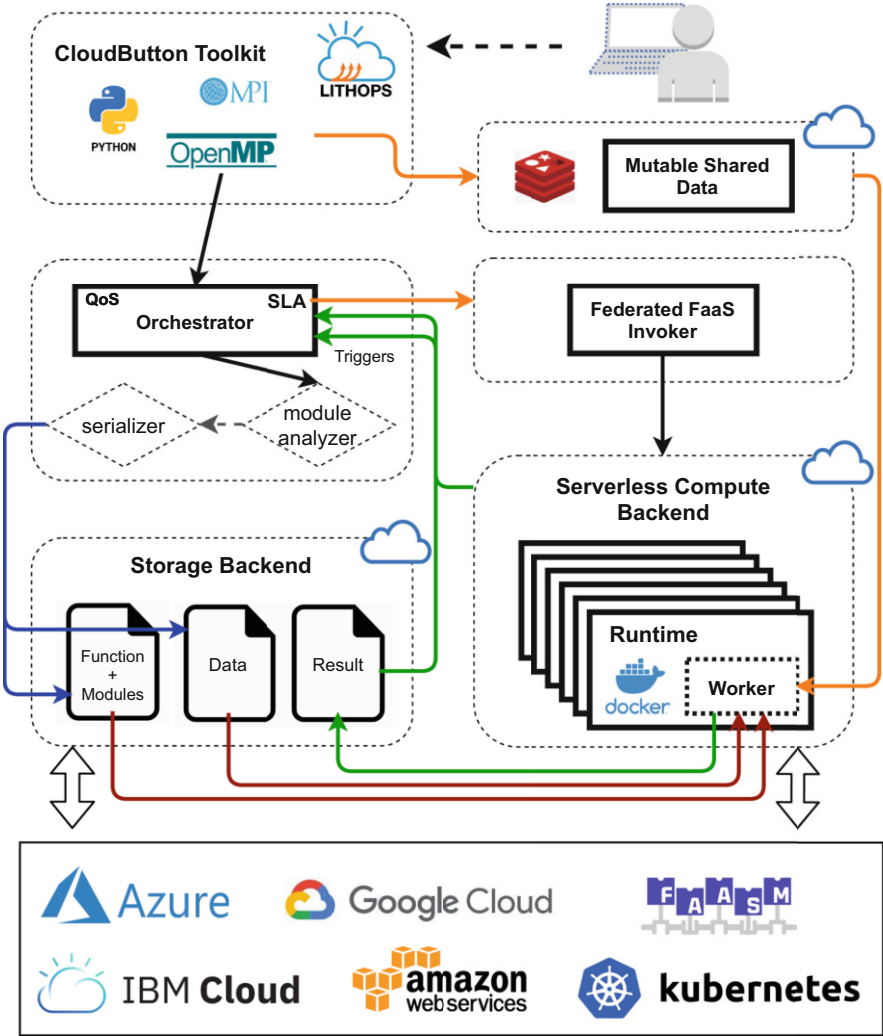 CloudButton Toolkit
LITHOPS
MPI
PYTHON
OpenMP
Mutable Shared
Data
QoS
SLA
Orchestrator
Federated FaaS
Invoker
Triggers
serializer
module
analyzer
Serverless Compute
Backend
Storage Backend
Function
+
Modules
Data
Result
Runtime
docker
Worker
Azure
Google Cloud
FAASM
IBM Cloud
amazon
webservices
kubernetes